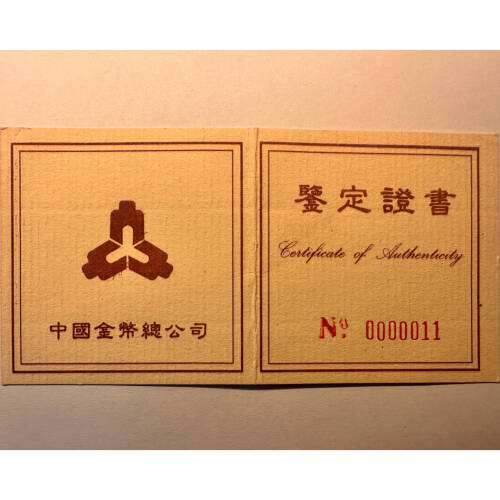 中國金幣總公司
鑒定證書
Certificate of Authenticity
Nº. 0000011